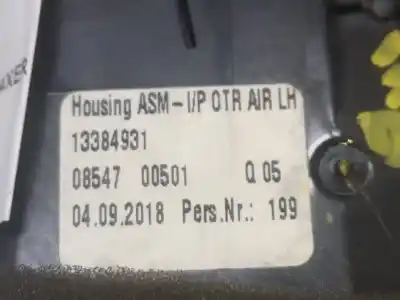 Housing ASM-I/P OTR AIR LH
13384931
08547 00501 Q 05
04.09.2018 Pers.Nr.: 199